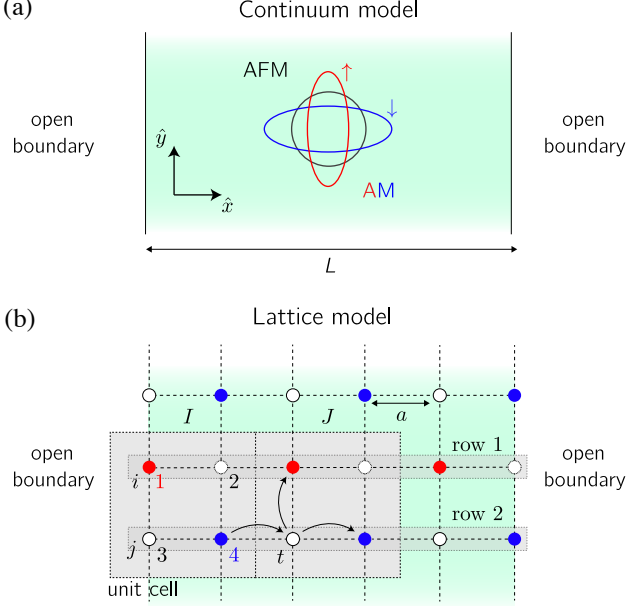 (a)
Continuum model
AFM
↑
↓
open
boundary
open
boundary
ŷ
x̂
AM
L
(b)
Lattice model
I
J
a
open
boundary
open
boundary
row 1
i
1
2
row 2
j
3
4
t
unit cell